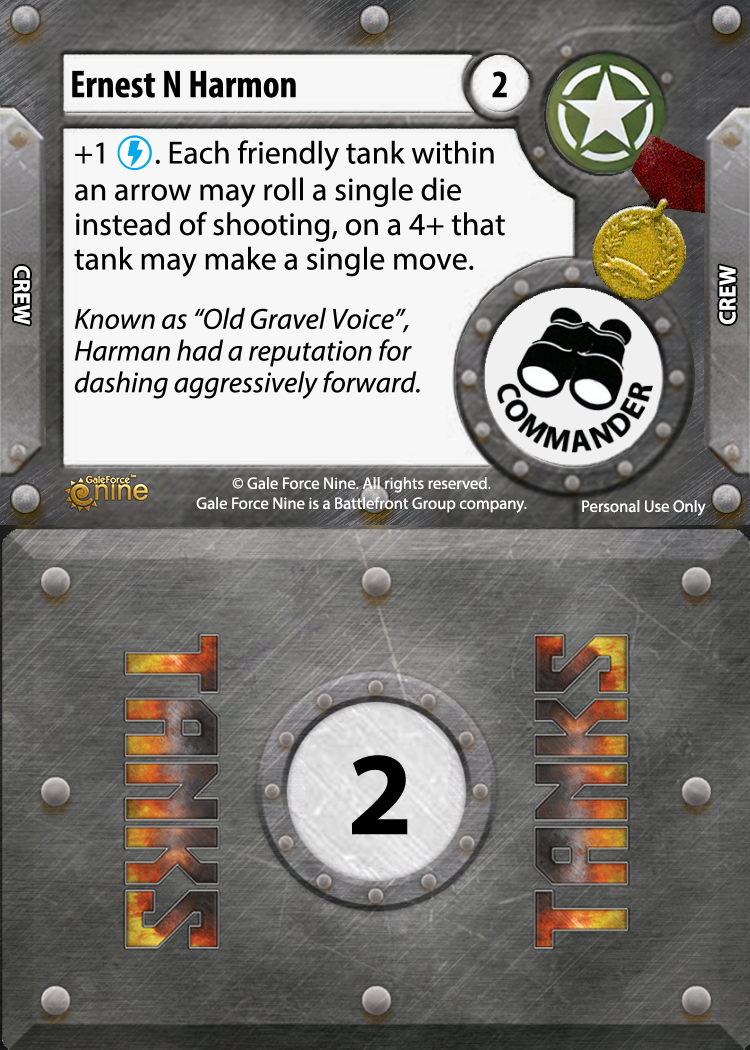 Ernest N Harmon
2
+1 . Each friendly tank within
an arrow may roll a single die
instead of shooting, on a 4+ that
tank may make a single move.
Known as “Old Gravel Voice”,
Harman had a reputation for
dashing aggressively forward.
CREW
CREW
COMMANDER
GaleForce™
nine
© Gale Force Nine. All rights reserved.
Gale Force Nine is a Battlefront Group company.
Personal Use Only
TANKS
2
TANKS